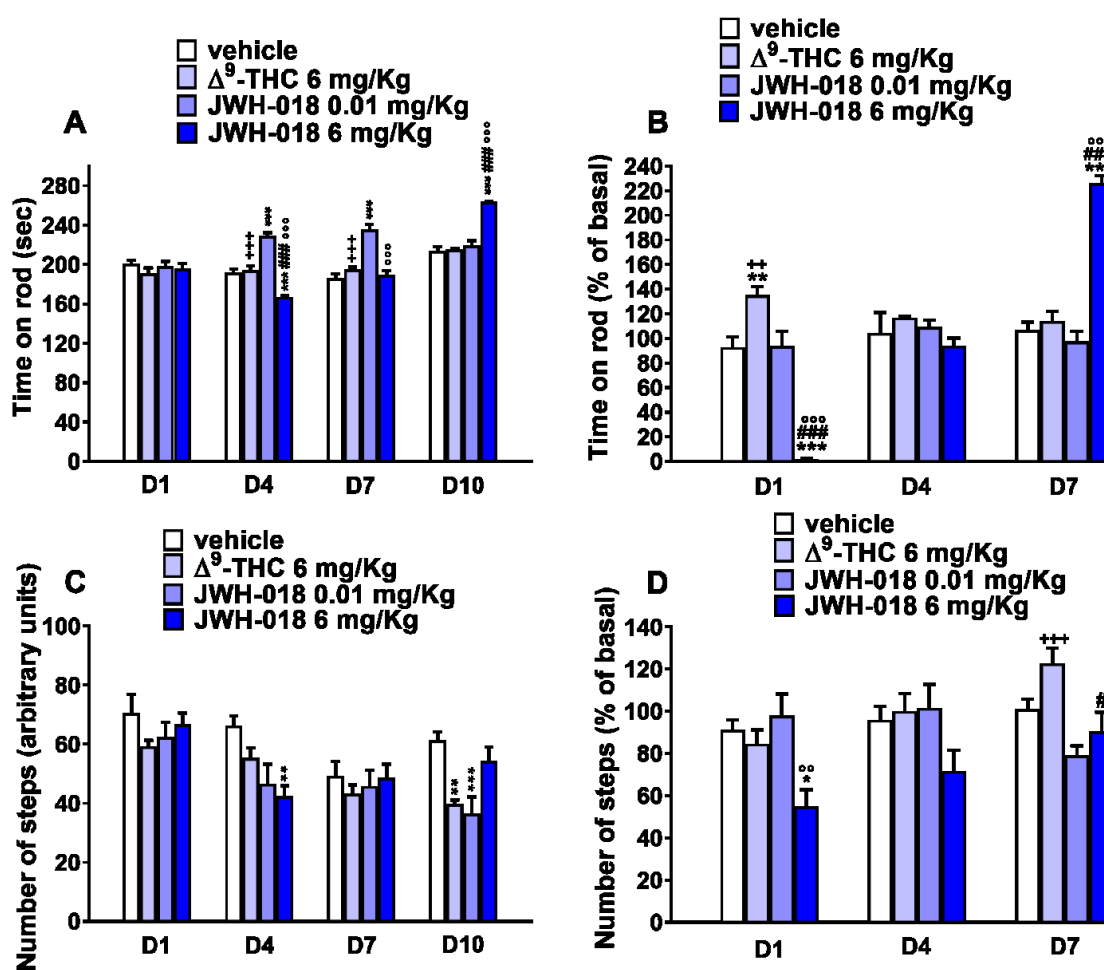 vehicle
Δ⁹-THC 6 mg/Kg
JWH-018 0.01 mg/Kg
JWH-018 6 mg/Kg
A
Time on rod (sec)
280
240
200
160
120
80
40
0
+++
***
***###°°°
+++
***
°°°
***###°°°
D1 D4 D7 D10
vehicle
Δ⁹-THC 6 mg/Kg
JWH-018 0.01 mg/Kg
JWH-018 6 mg/Kg
B
Time on rod (% of basal)
240
220
200
180
160
140
120
100
80
60
40
20
0
++
**
°°°
###
***
°°
##
**
D1 D4 D7
vehicle
Δ⁹-THC 6 mg/Kg
JWH-018 0.01 mg/Kg
JWH-018 6 mg/Kg
C
Number of steps (arbitrary units)
100
80
60
40
20
0
**
**
***
D1 D4 D7 D10
vehicle
Δ⁹-THC 6 mg/Kg
JWH-018 0.01 mg/Kg
JWH-018 6 mg/Kg
D
Number of steps (% of basal)
140
120
100
80
60
40
20
0
°°
*
+++
#
D1 D4 D7